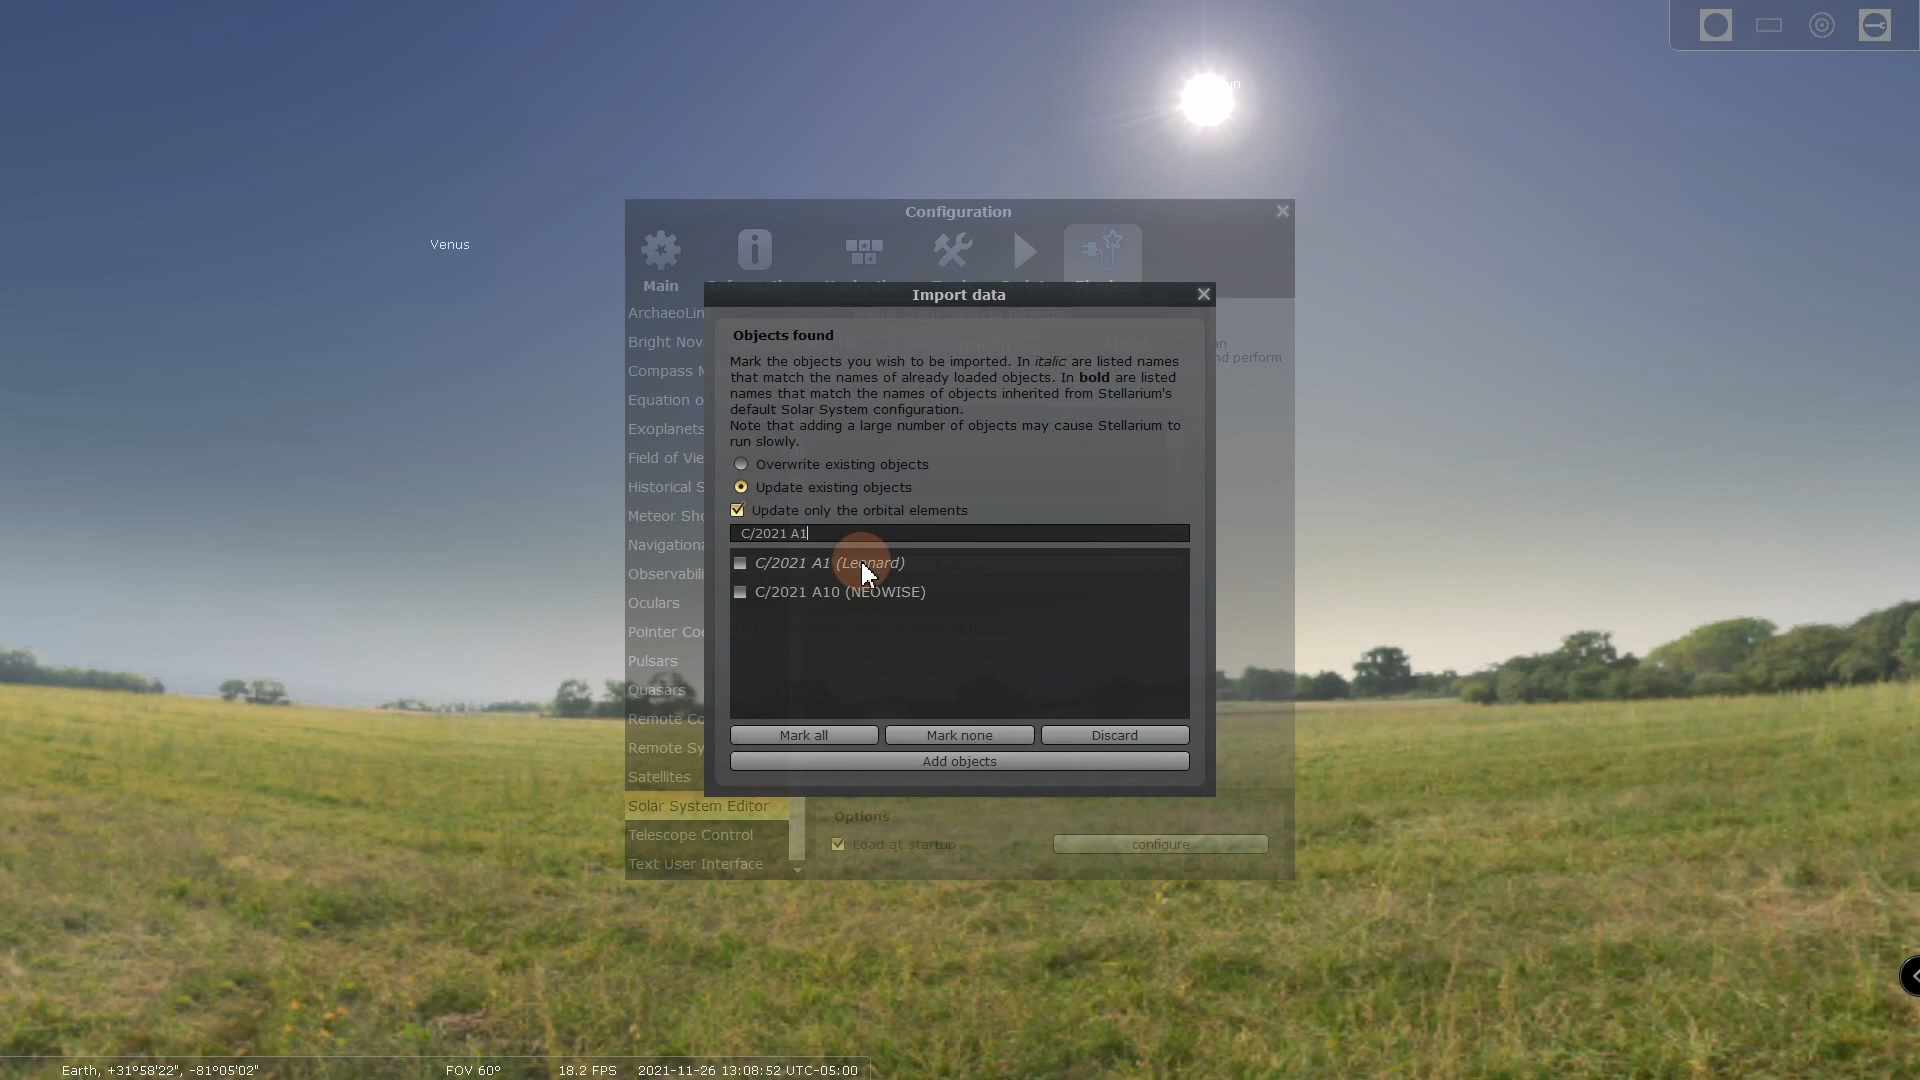 Venus
Configuration
Main
Import data
ArchaeoLin
Objects found
Bright Nov
nd perform
Mark the objects you wish to be imported. In italic are listed names
that match the names of already loaded objects. In bold are listed
names that match the names of objects inherited from Stellarium's
default Solar System configuration.
Note that adding a large number of objects may cause Stellarium to
run slowly.
Compass M
Equation o
Exoplanets
Field of Vie
Historical S
Meteor Sho
Navigationa
Observabili
Oculars
Pointer Coo
Pulsars
Quasars
Remote Co
Remote Sy
Satellites
Solar System Editor
Telescope Control
Text User Interface
Overwrite existing objects
Update existing objects
Update only the orbital elements
C/2021 A1
C/2021 A1 (Leonard)
C/2021 A10 (NEOWISE)
Mark all
Mark none
Discard
Add objects
Options
Load at startup
configure
Earth, +31°58'22", -81°05'02"
FOV 60°
18.2 FPS
2021-11-26 13:08:52 UTC-05:00